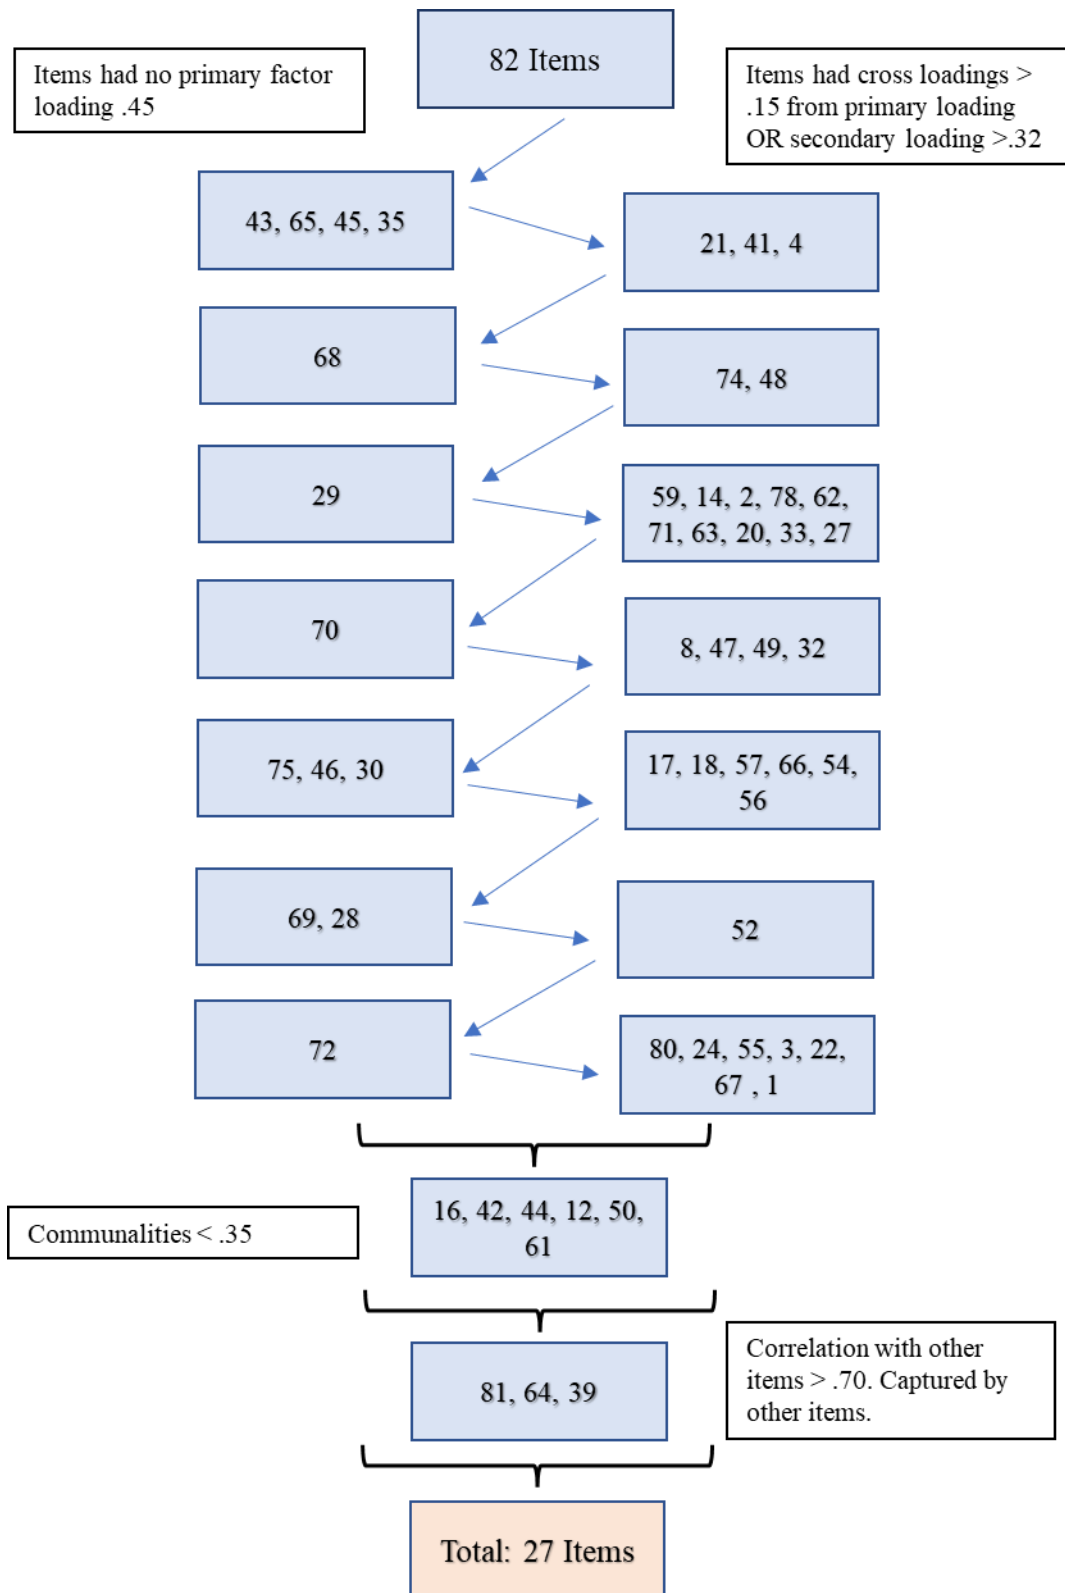 82 Items
Items had no primary factor
loading .45
Items had cross loadings >
.15 from primary loading
OR secondary loading >.32
43, 65, 45, 35
21, 41, 4
68
74, 48
29
59, 14, 2, 78, 62,
71, 63, 20, 33, 27
70
8, 47, 49, 32
75, 46, 30
17, 18, 57, 66, 54,
56
69, 28
52
72
80, 24, 55, 3, 22,
67 , 1
16, 42, 44, 12, 50,
61
Communalities < .35
81, 64, 39
Correlation with other
items > .70. Captured by
other items.
Total: 27 Items